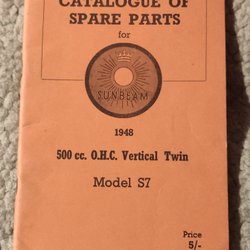 CATALOGUE OF
SPARE PARTS
for
SUNBEAM
1948
500 cc. O.H.C. Vertical Twin
Model S7
Price
5/-